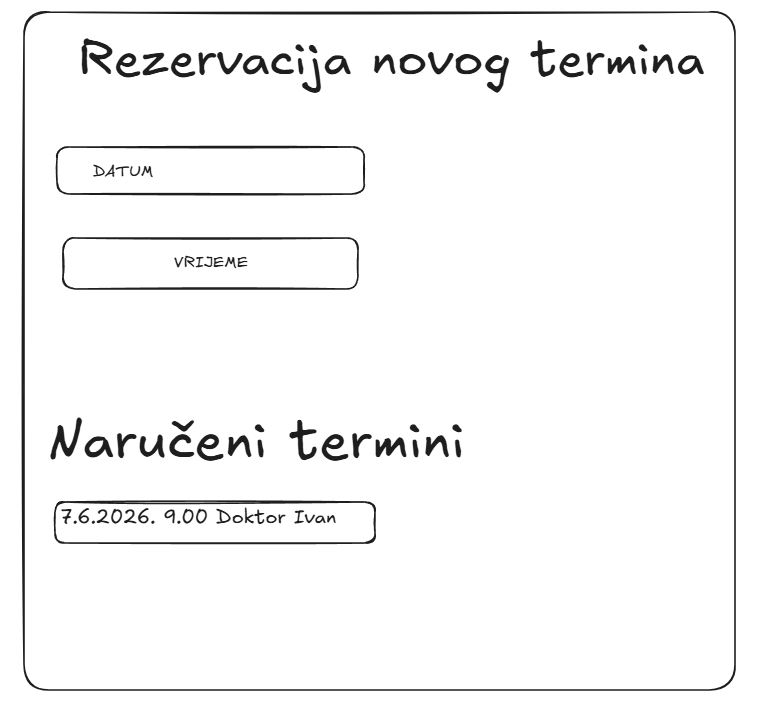 Rezervacija novog termina
DATUM
VRIJEME
Naručeni termini
7.6.2026. 9.00 Doktor Ivan